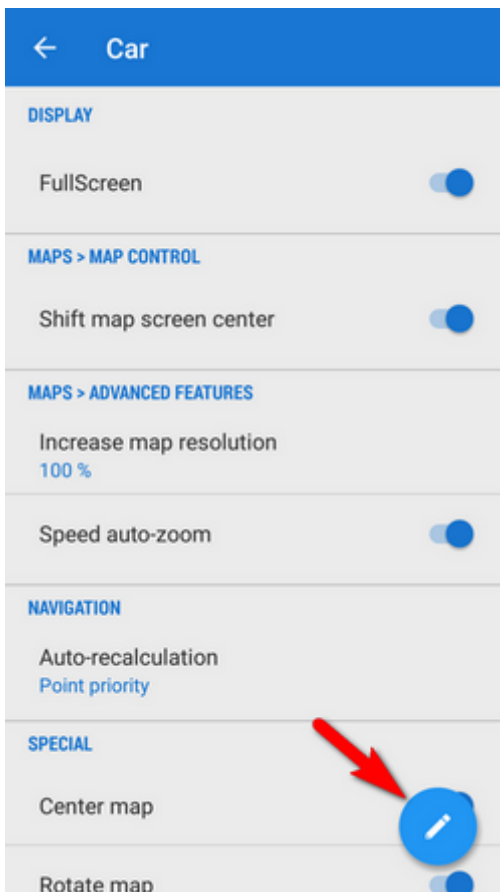 Car
DISPLAY
FullScreen
MAPS > MAP CONTROL
Shift map screen center
MAPS > ADVANCED FEATURES
Increase map resolution
100 %
Speed auto-zoom
NAVIGATION
Auto-recalculation
Point priority
SPECIAL
Center map
Rotate map